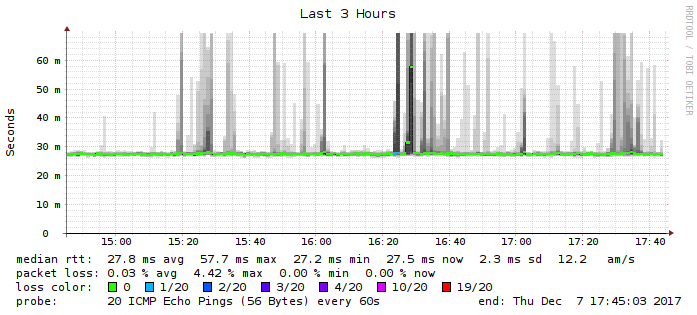 Last 3 Hours
RRDTOOL / TOBI OETIKER
Seconds
60 m
50 m
40 m
30 m
20 m
10 m
0
15:00 15:20 15:40 16:00 16:20 16:40 17:00 17:20 17:40
median rtt: 27.8 ms avg 57.7 ms max 27.2 ms min 27.5 ms now 2.3 ms sd 12.2 am/s
packet loss: 0.03 % avg 4.42 % max 0.00 % min 0.00 % now
loss color: 0 1/20 2/20 3/20 4/20 10/20 19/20
probe: 20 ICMP Echo Pings (56 Bytes) every 60s end: Thu Dec 7 17:45:03 2017